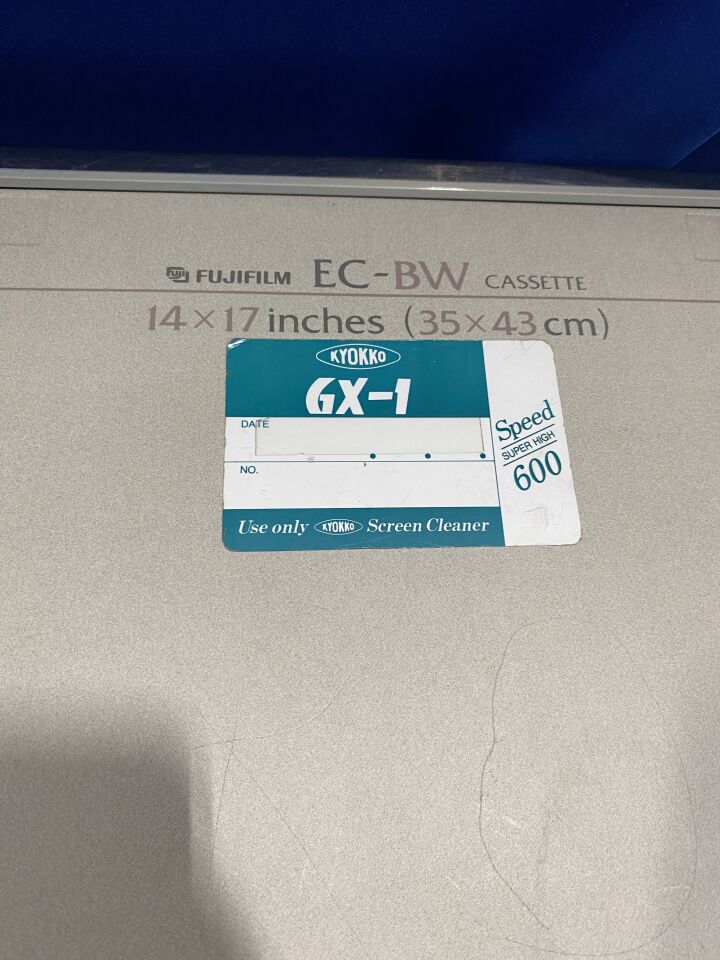 FUJI FUJIFILM EC-BW CASSETTE
14×17 inches (35×43 cm)
KYOKKO
GX-1
DATE
NO.
Speed
SUPER HIGH
600
Use only KYOKKO Screen Cleaner